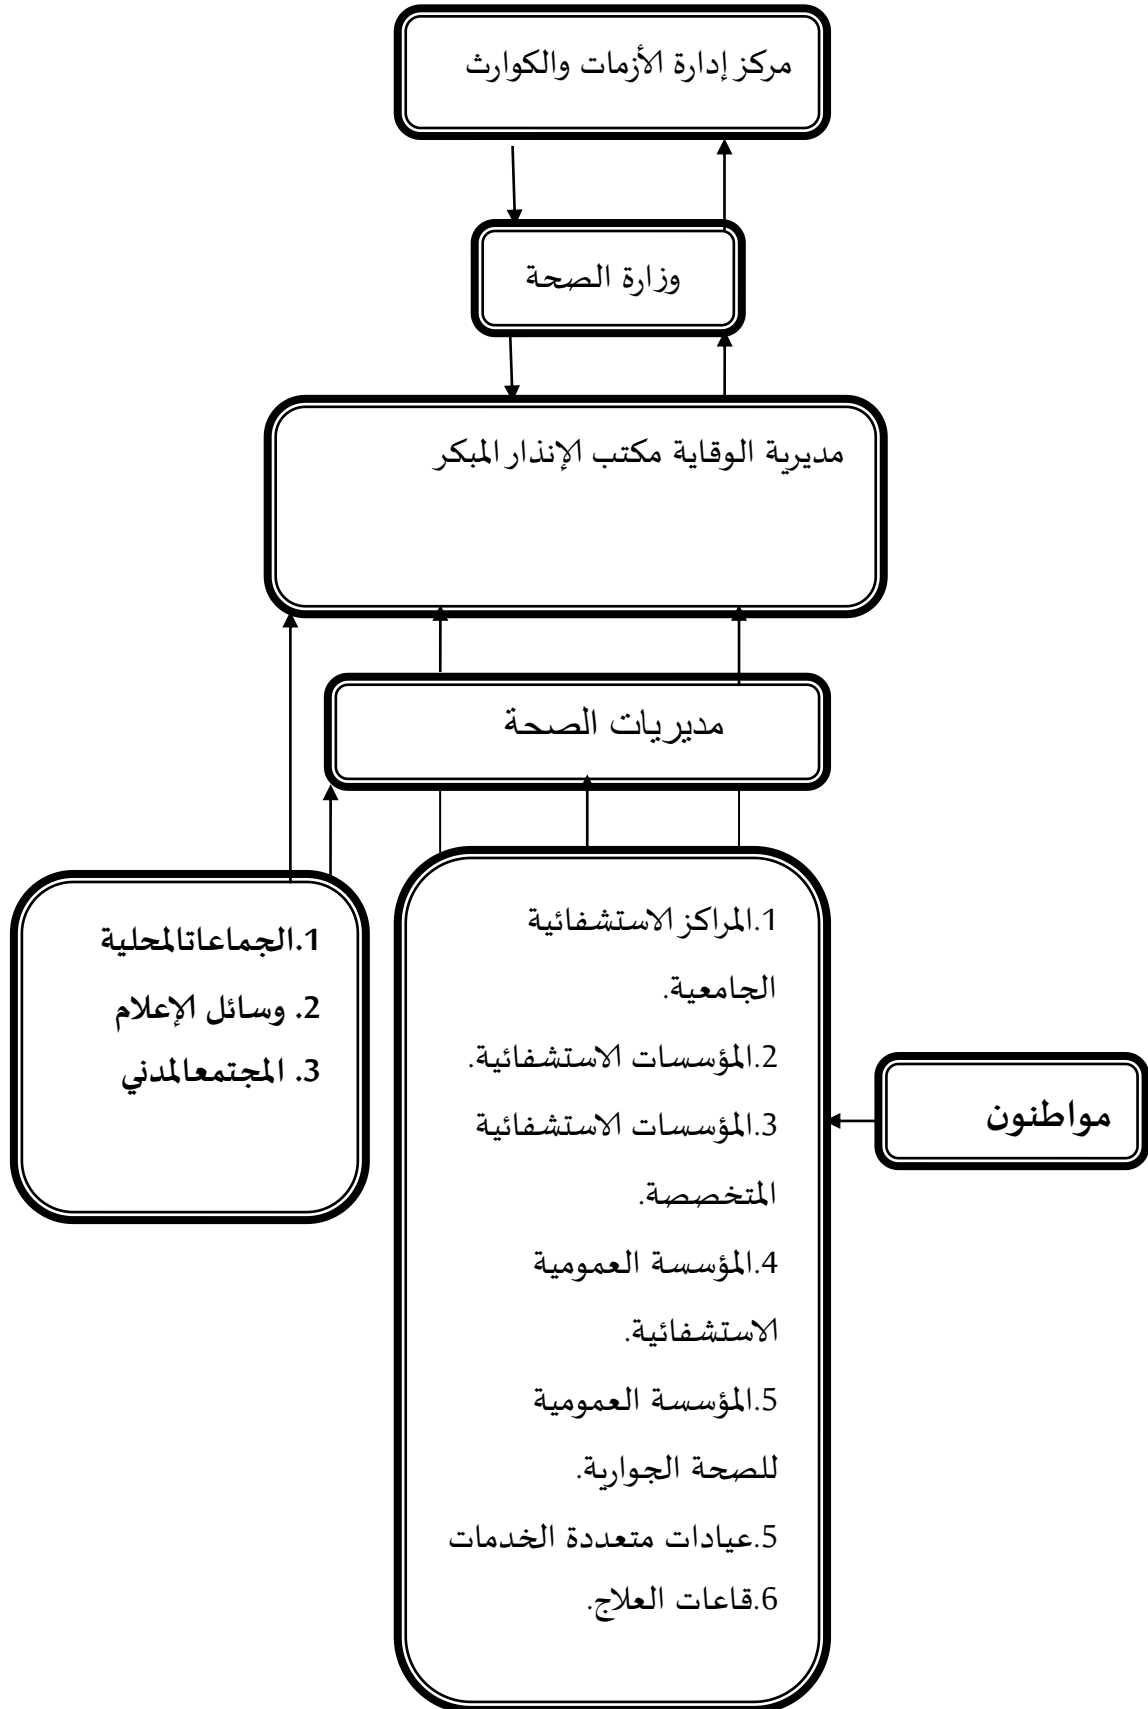 مركز إدارة الأزمات والكوارث
وزارة الصحة
مديرية الوقاية مكتب الإنذار المبكر
مديريات الصحة
1.الجماعاتالمحلية
2. وسائل الإعلام
3. المجتمعالمدني
1.المراكز الاستشفائية
الجامعية.
2.المؤسسات الاستشفائية.
3.المؤسسات الاستشفائية
المتخصصة.
4.المؤسسة العمومية
الاستشفائية.
5.المؤسسة العمومية
للصحة الجوارية.
5.عيادات متعددة الخدمات
6.قاعات العلاج.
مواطنون